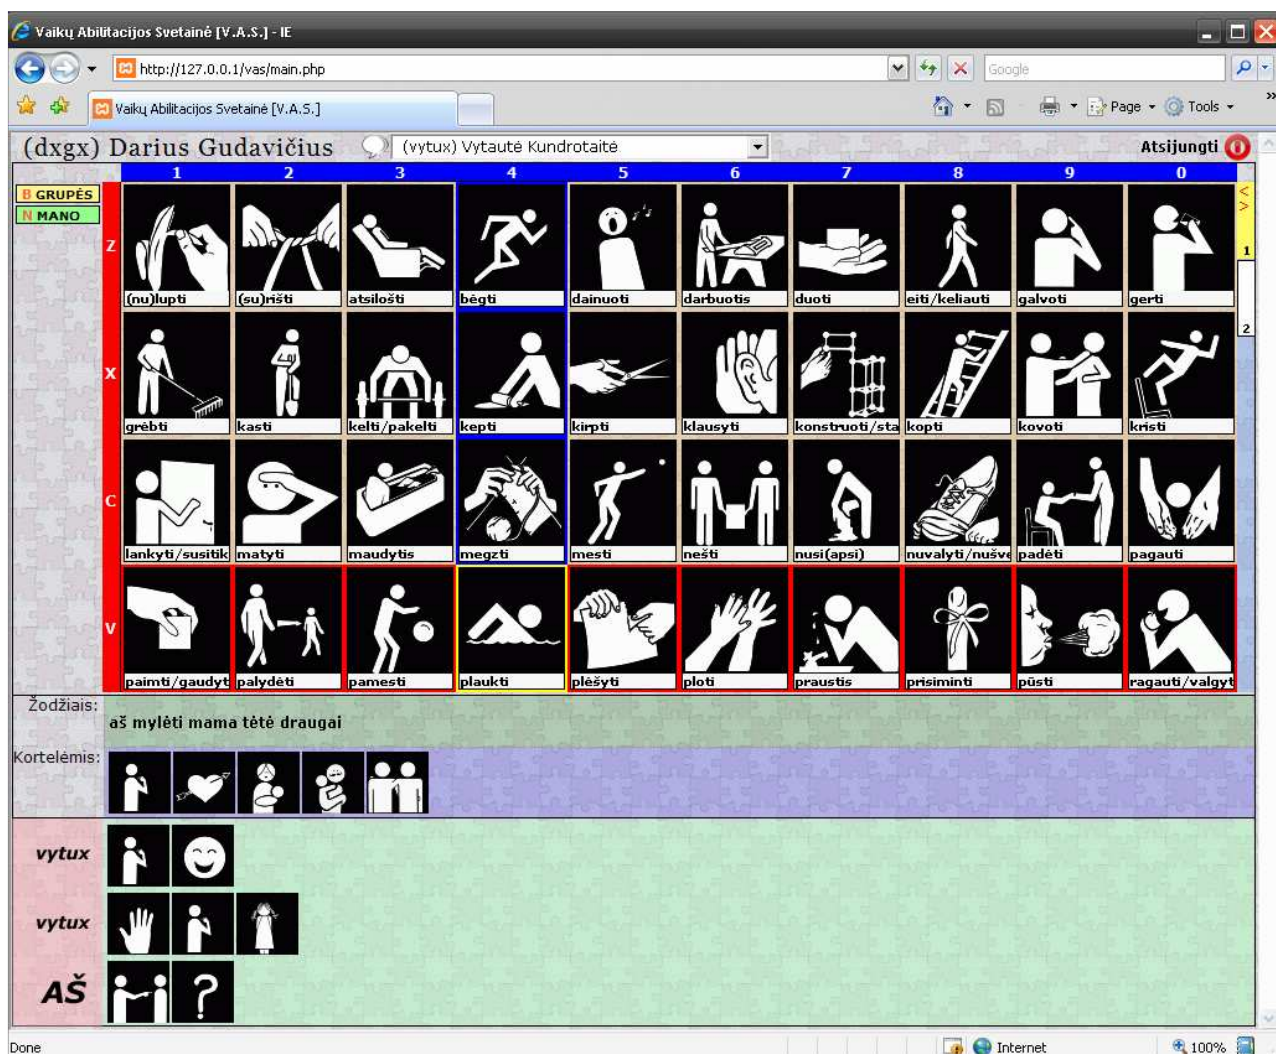 Vaikų Abilitacijos Svetainė [V.A.S.] - IE
http://127.0.0.1/vas/main.php
Google
Vaikų Abilitacijos Svetainė [V.A.S.]
Page
Tools
(dxgx) Darius Gudavičius
(vytux) Vytautė Kundrotaitė
Atsijungti
1 2 3 4 5 6 7 8 9 0
B GRUPĖS
N MANO
< >
Z
1
(nu)lupti (su)rišti atsilošti bėgti dainuoti darbuotis duoti eiti/keliauti galvoti gerti
2
X
grėbti kasti kelti/pakelti kepti kirpti klausyti konstruoti/sta kopti kovoti kristi
C
lankyti/susitik matyti maudytis megzti mesti nešti nusi(apsi) nuvalyti/nušve padėti pagauti
V
paimti/gaudyt palydėti pamesti plaukti plėšyti ploti praustis prisiminti pūsti ragauti/valgyt
Žodžiais:
aš mylėti mama tėtė draugai
Kortelėmis:
vytux
vytux
AŠ
?
Done
Internet
100%